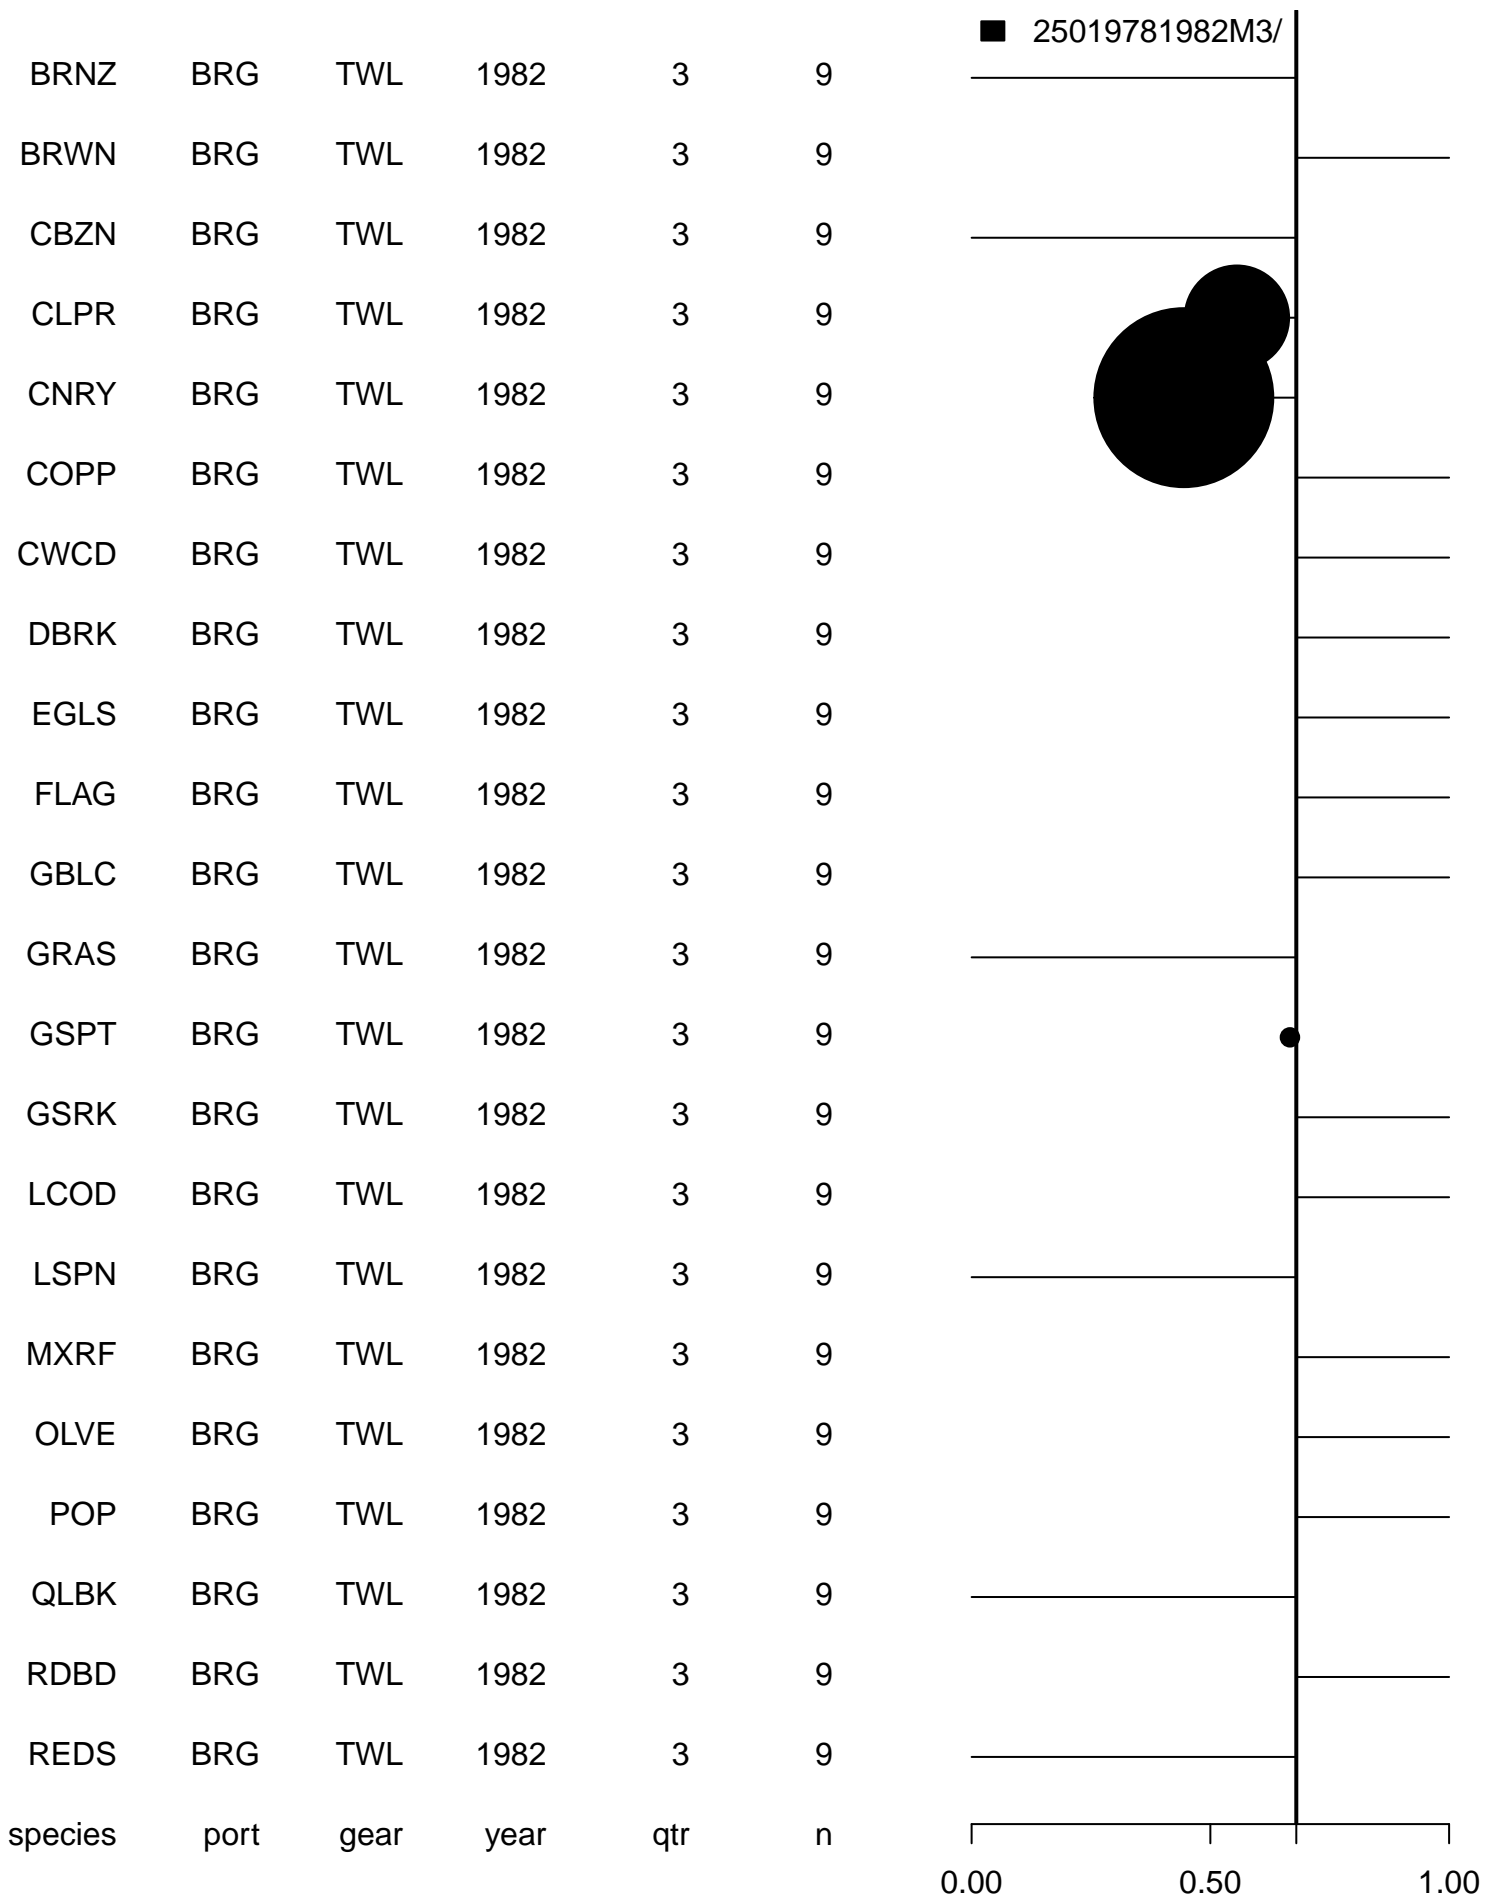 25019781982M3/
BRNZ BRG TWL 1982 3 9
BRWN BRG TWL 1982 3 9
CBZN BRG TWL 1982 3 9
CLPR BRG TWL 1982 3 9
CNRY BRG TWL 1982 3 9
COPP BRG TWL 1982 3 9
CWCD BRG TWL 1982 3 9
DBRK BRG TWL 1982 3 9
EGLS BRG TWL 1982 3 9
FLAG BRG TWL 1982 3 9
GBLC BRG TWL 1982 3 9
GRAS BRG TWL 1982 3 9
GSPT BRG TWL 1982 3 9
GSRK BRG TWL 1982 3 9
LCOD BRG TWL 1982 3 9
LSPN BRG TWL 1982 3 9
MXRF BRG TWL 1982 3 9
OLVE BRG TWL 1982 3 9
POP BRG TWL 1982 3 9
QLBK BRG TWL 1982 3 9
RDBD BRG TWL 1982 3 9
REDS BRG TWL 1982 3 9
species port gear year qtr n
0.00 0.50 1.00